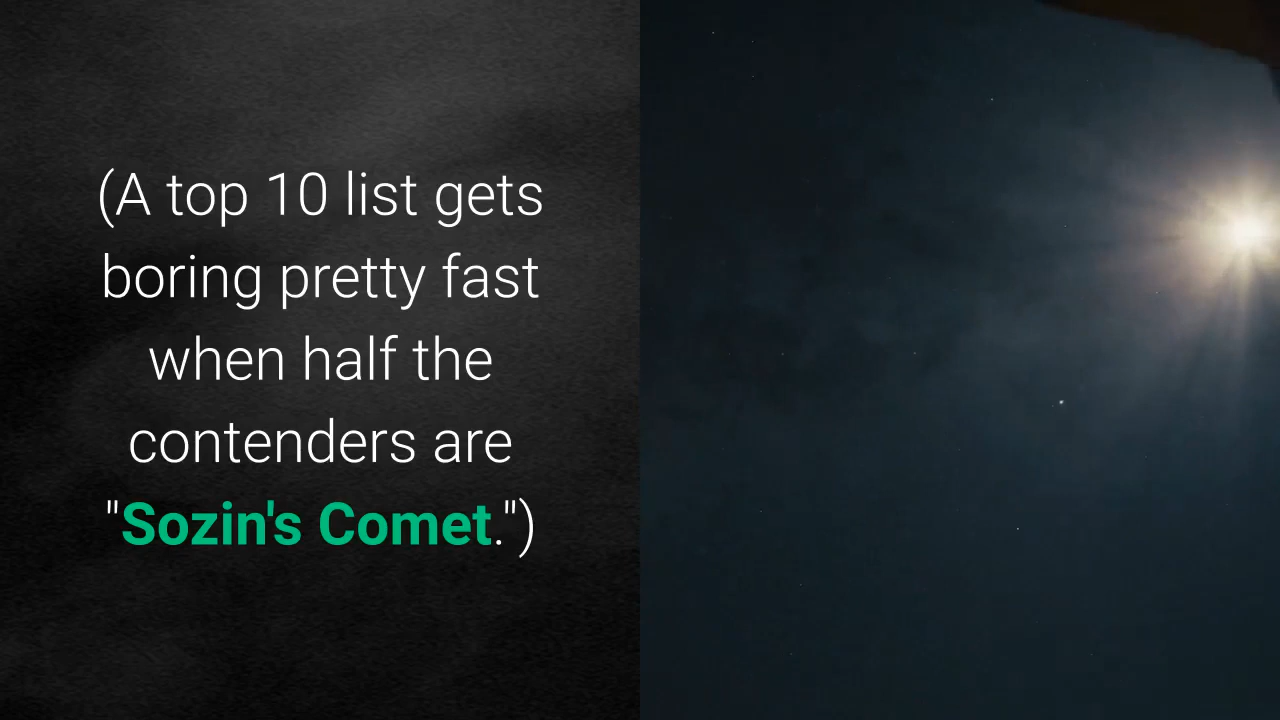 (A top 10 list gets
boring pretty fast
when half the
contenders are
"Sozin's Comet.")